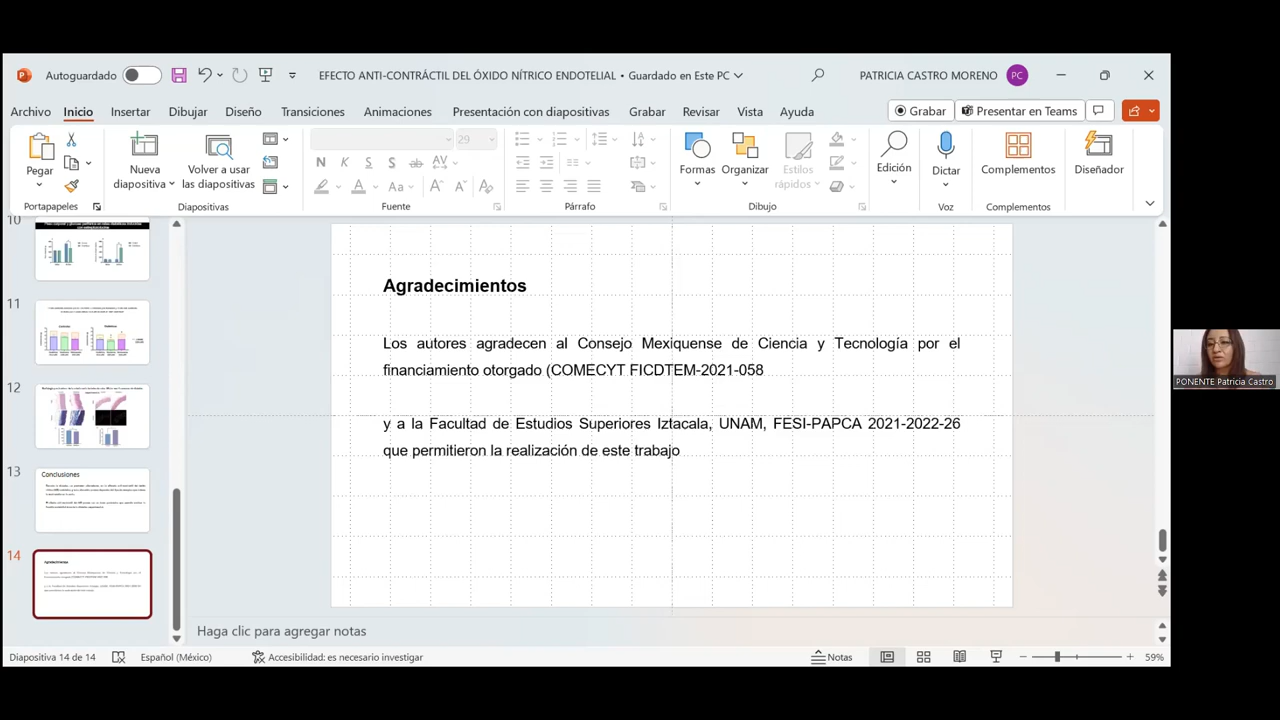 Autoguardado
EFECTO ANTI-CONTRÁCTIL DEL ÓXIDO NÍTRICO ENDOTELIAL • Guardado en Este PC
PATRICIA CASTRO MORENO PC
Archivo Inicio Insertar Dibujar Diseño Transiciones Animaciones Presentación con diapositivas Grabar Revisar Vista Ayuda
Grabar Presentar en Teams
29
N K S S ab AV
Aa A A A
Pegar
Nueva diapositiva
Volver a usar las diapositivas
Formas
Organizar
Estilos rápidos
Edición
Dictar
Complementos
Diseñador
Portapapeles Diapositivas Fuente Párrafo Dibujo Voz Complementos
10
11
12
13
Conclusiones
14
Agradecimientos
Agradecimientos
Los autores agradecen al Consejo Mexiquense de Ciencia y Tecnología por el
financiamiento otorgado (COMECYT FICDTEM-2021-058
y a la Facultad de Estudios Superiores Iztacala, UNAM, FESI-PAPCA 2021-2022-26
que permitieron la realización de este trabajo
PONENTE Patricia Castro
Haga clic para agregar notas
Diapositiva 14 de 14 Español (México) Accesibilidad: es necesario investigar Notas 59%